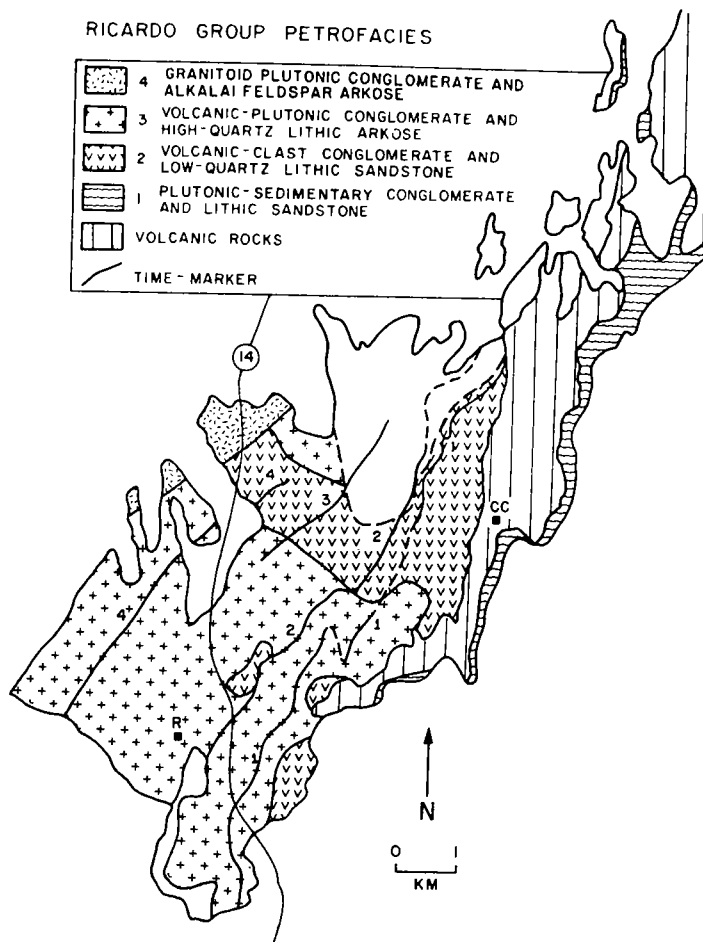 RICARDO GROUP PETROFACIES
4 GRANITOID PLUTONIC CONGLOMERATE AND
ALKALAI FELDSPAR ARKOSE
3 VOLCANIC-PLUTONIC CONGLOMERATE AND
HIGH-QUARTZ LITHIC ARKOSE
2 VOLCANIC-CLAST CONGLOMERATE AND
LOW-QUARTZ LITHIC SANDSTONE
1 PLUTONIC-SEDIMENTARY CONGLOMERATE
AND LITHIC SANDSTONE
VOLCANIC ROCKS
TIME-MARKER
14
4
3
CC
2
4
2
1
R
1
N
0 1
KM